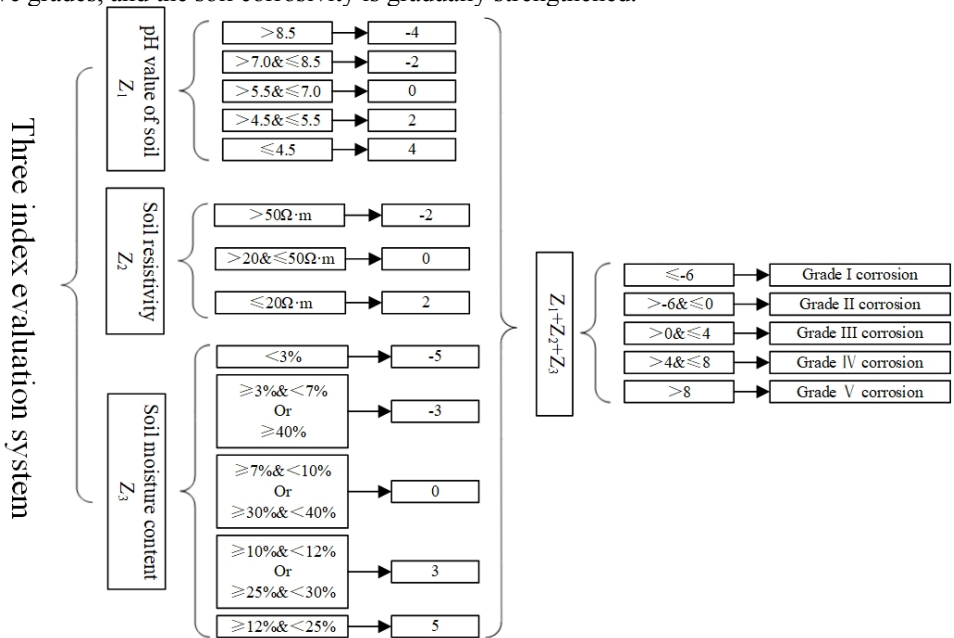 ve grades, and the soil corrosivity is gradually strengthened.
Three index evaluation system
pH value of soil
Z₁
>8.5
-4
>7.0&≤8.5
-2
>5.5&≤7.0
0
>4.5&≤5.5
2
≤4.5
4
Soil resistivity
Z₂
>50Ω·m
-2
>20&≤50Ω·m
0
≤20Ω·m
2
Soil moisture content
Z₃
<3%
-5
≥3%&<7%
Or
≥40%
-3
≥7%&<10%
Or
≥30%&<40%
0
≥10%&<12%
Or
≥25%&<30%
3
≥12%&<25%
5
Z₁+Z₂+Z₃
≤-6
Grade Ⅰ corrosion
>-6&≤0
Grade Ⅱ corrosion
>0&≤4
Grade Ⅲ corrosion
>4&≤8
Grade Ⅳ corrosion
>8
Grade Ⅴ corrosion